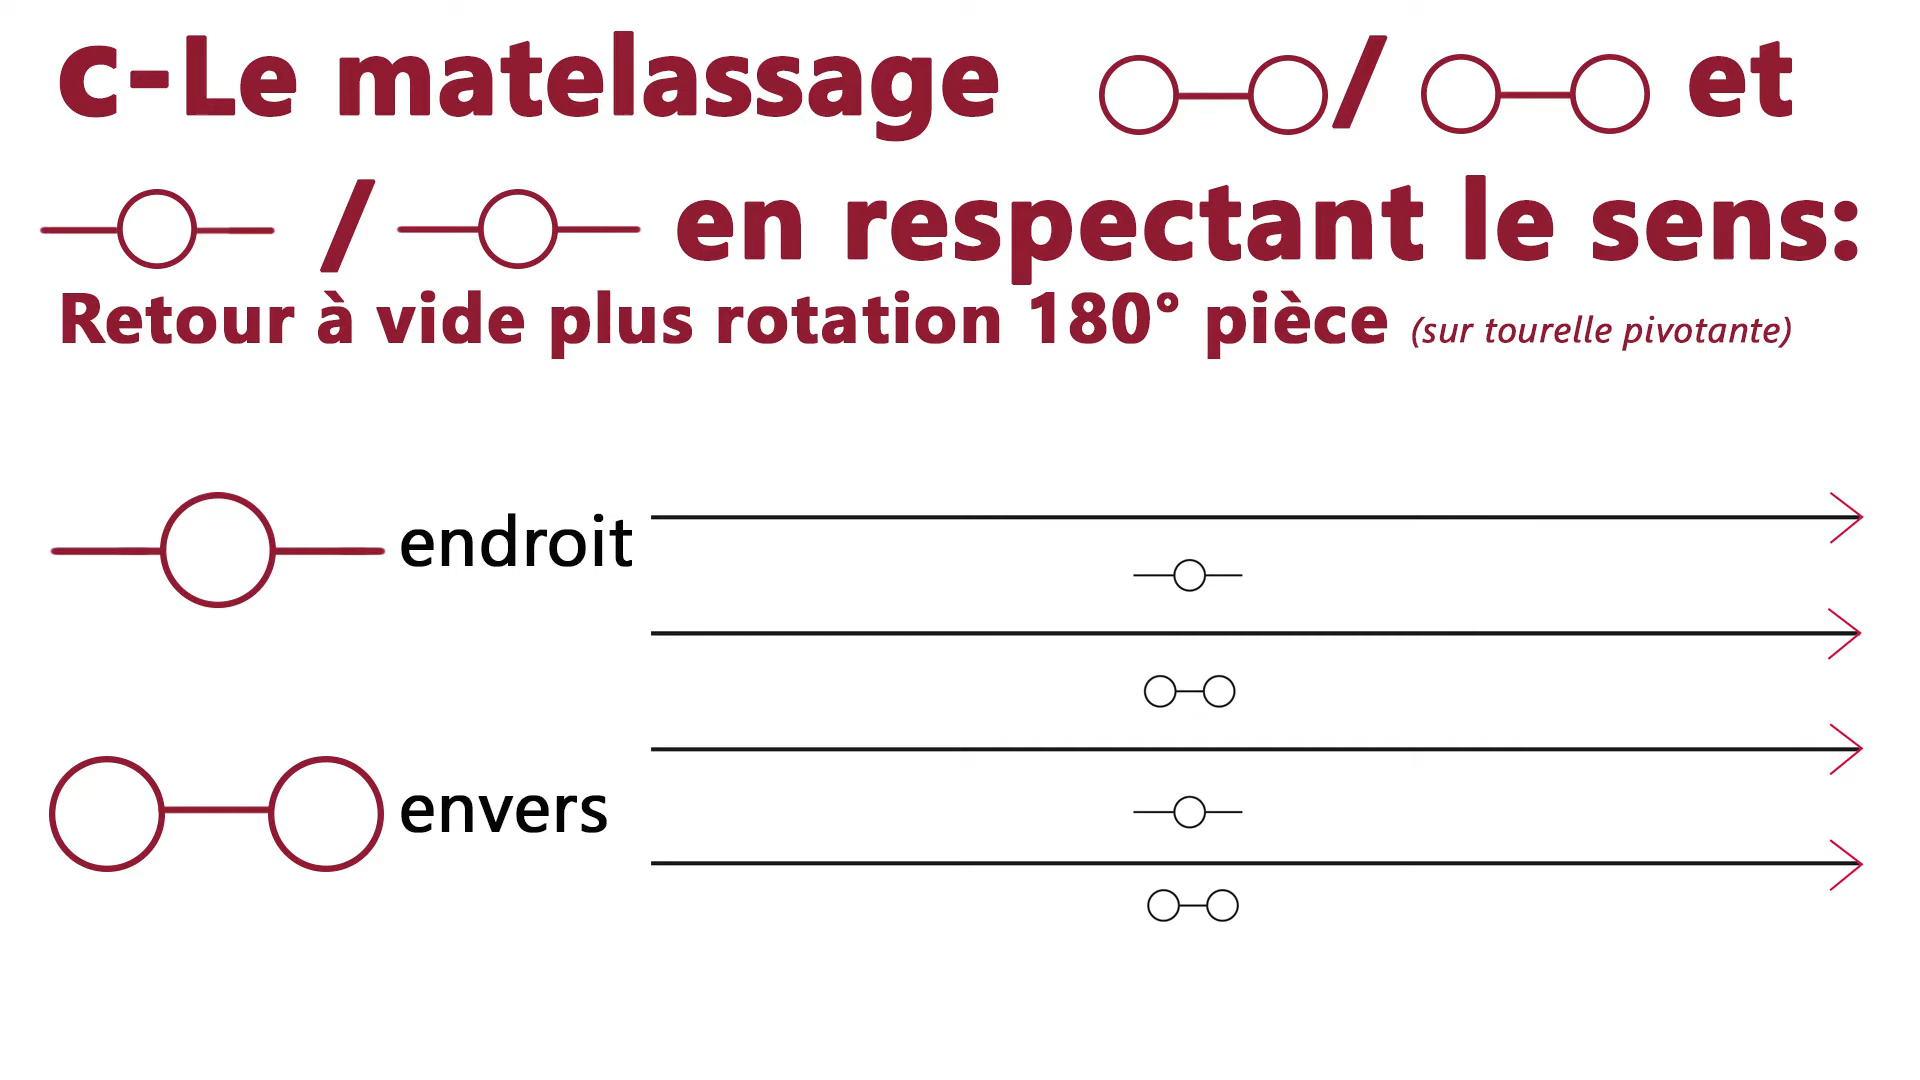 c-Le matelassage / et
/ en respectant le sens:
Retour à vide plus rotation 180° pièce (sur tourelle pivotante)
endroit
envers